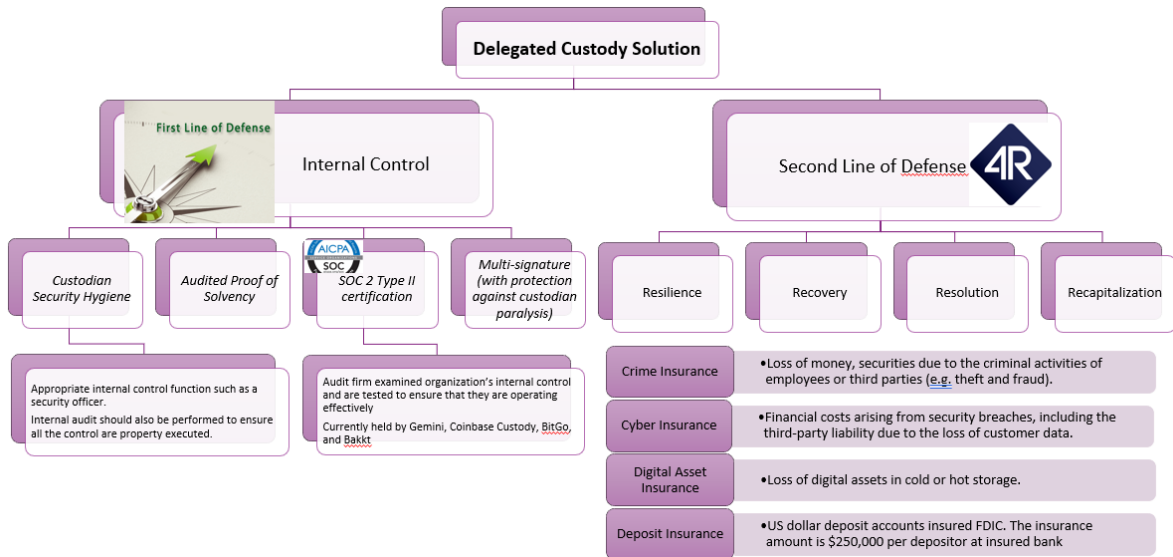 Delegated Custody Solution
First Line of Defense
Internal Control
Second Line of Defense
4R
Custodian
Security Hygiene
Audited Proof of
Solvency
AICPA
SOC
SOC 2 Type II
certification
Multi-signature
(with protection
against custodian
paralysis)
Resilience
Recovery
Resolution
Recapitalization
Appropriate internal control function such as a
security officer.
Internal audit should also be performed to ensure
all the control are property executed.
Audit firm examined organization's internal control
and are tested to ensure that they are operating
effectively
Currently held by Gemini, Coinbase Custody, BitGo,
and Bakkt
Crime Insurance
•Loss of money, securities due to the criminal activities of
employees or third parties (e.g. theft and fraud).
Cyber Insurance
•Financial costs arising from security breaches, including the
third-party liability due to the loss of customer data.
Digital Asset
Insurance
•Loss of digital assets in cold or hot storage.
Deposit Insurance
•US dollar deposit accounts insured FDIC. The insurance
amount is $250,000 per depositor at insured bank